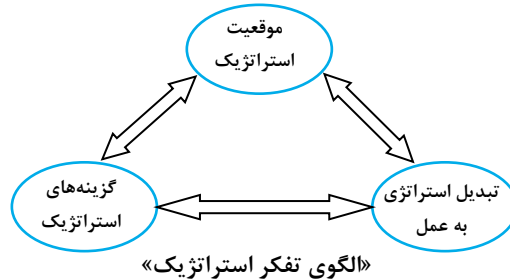 موقعیت
استراتژیک
تبدیل استراتژی
به عمل
گزینه‌های
استراتژیک
«الگوی تفکر استراتژیک»